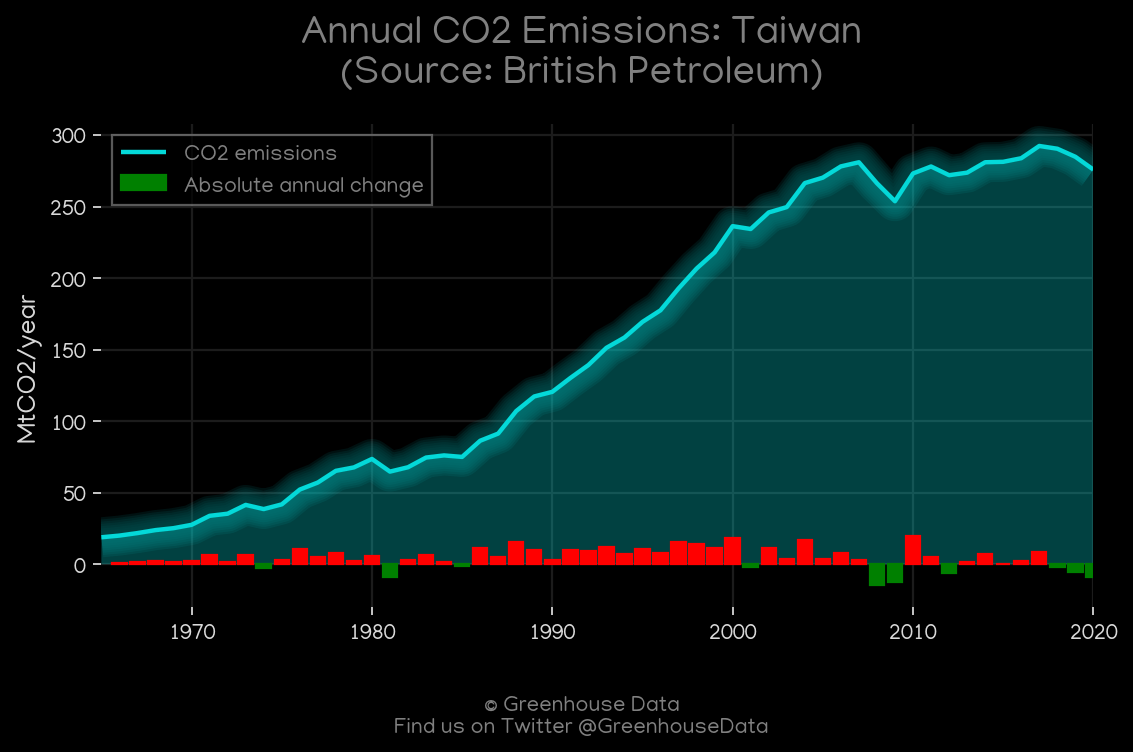 Annual CO2 Emissions: Taiwan
(Source: British Petroleum)
CO2 emissions
Absolute annual change
MtCO2/year
300
250
200
150
100
50
0
1970 1980 1990 2000 2010 2020
© Greenhouse Data
Find us on Twitter @GreenhouseData